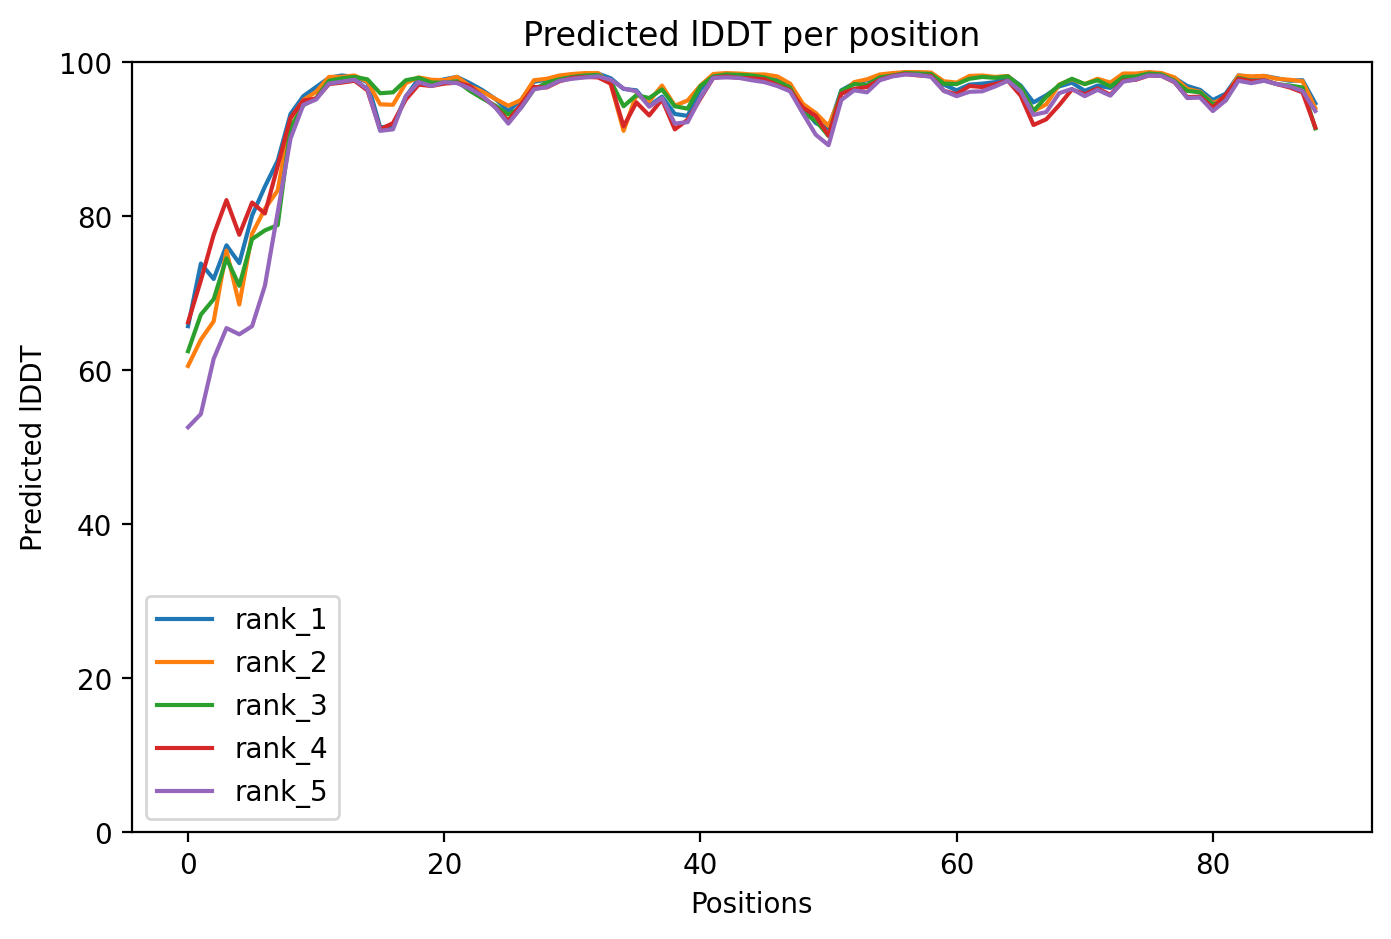 Predicted lDDT per position
100
80
60
40
20
0
Predicted lDDT
rank_1
rank_2
rank_3
rank_4
rank_5
0 20 40 60 80
Positions